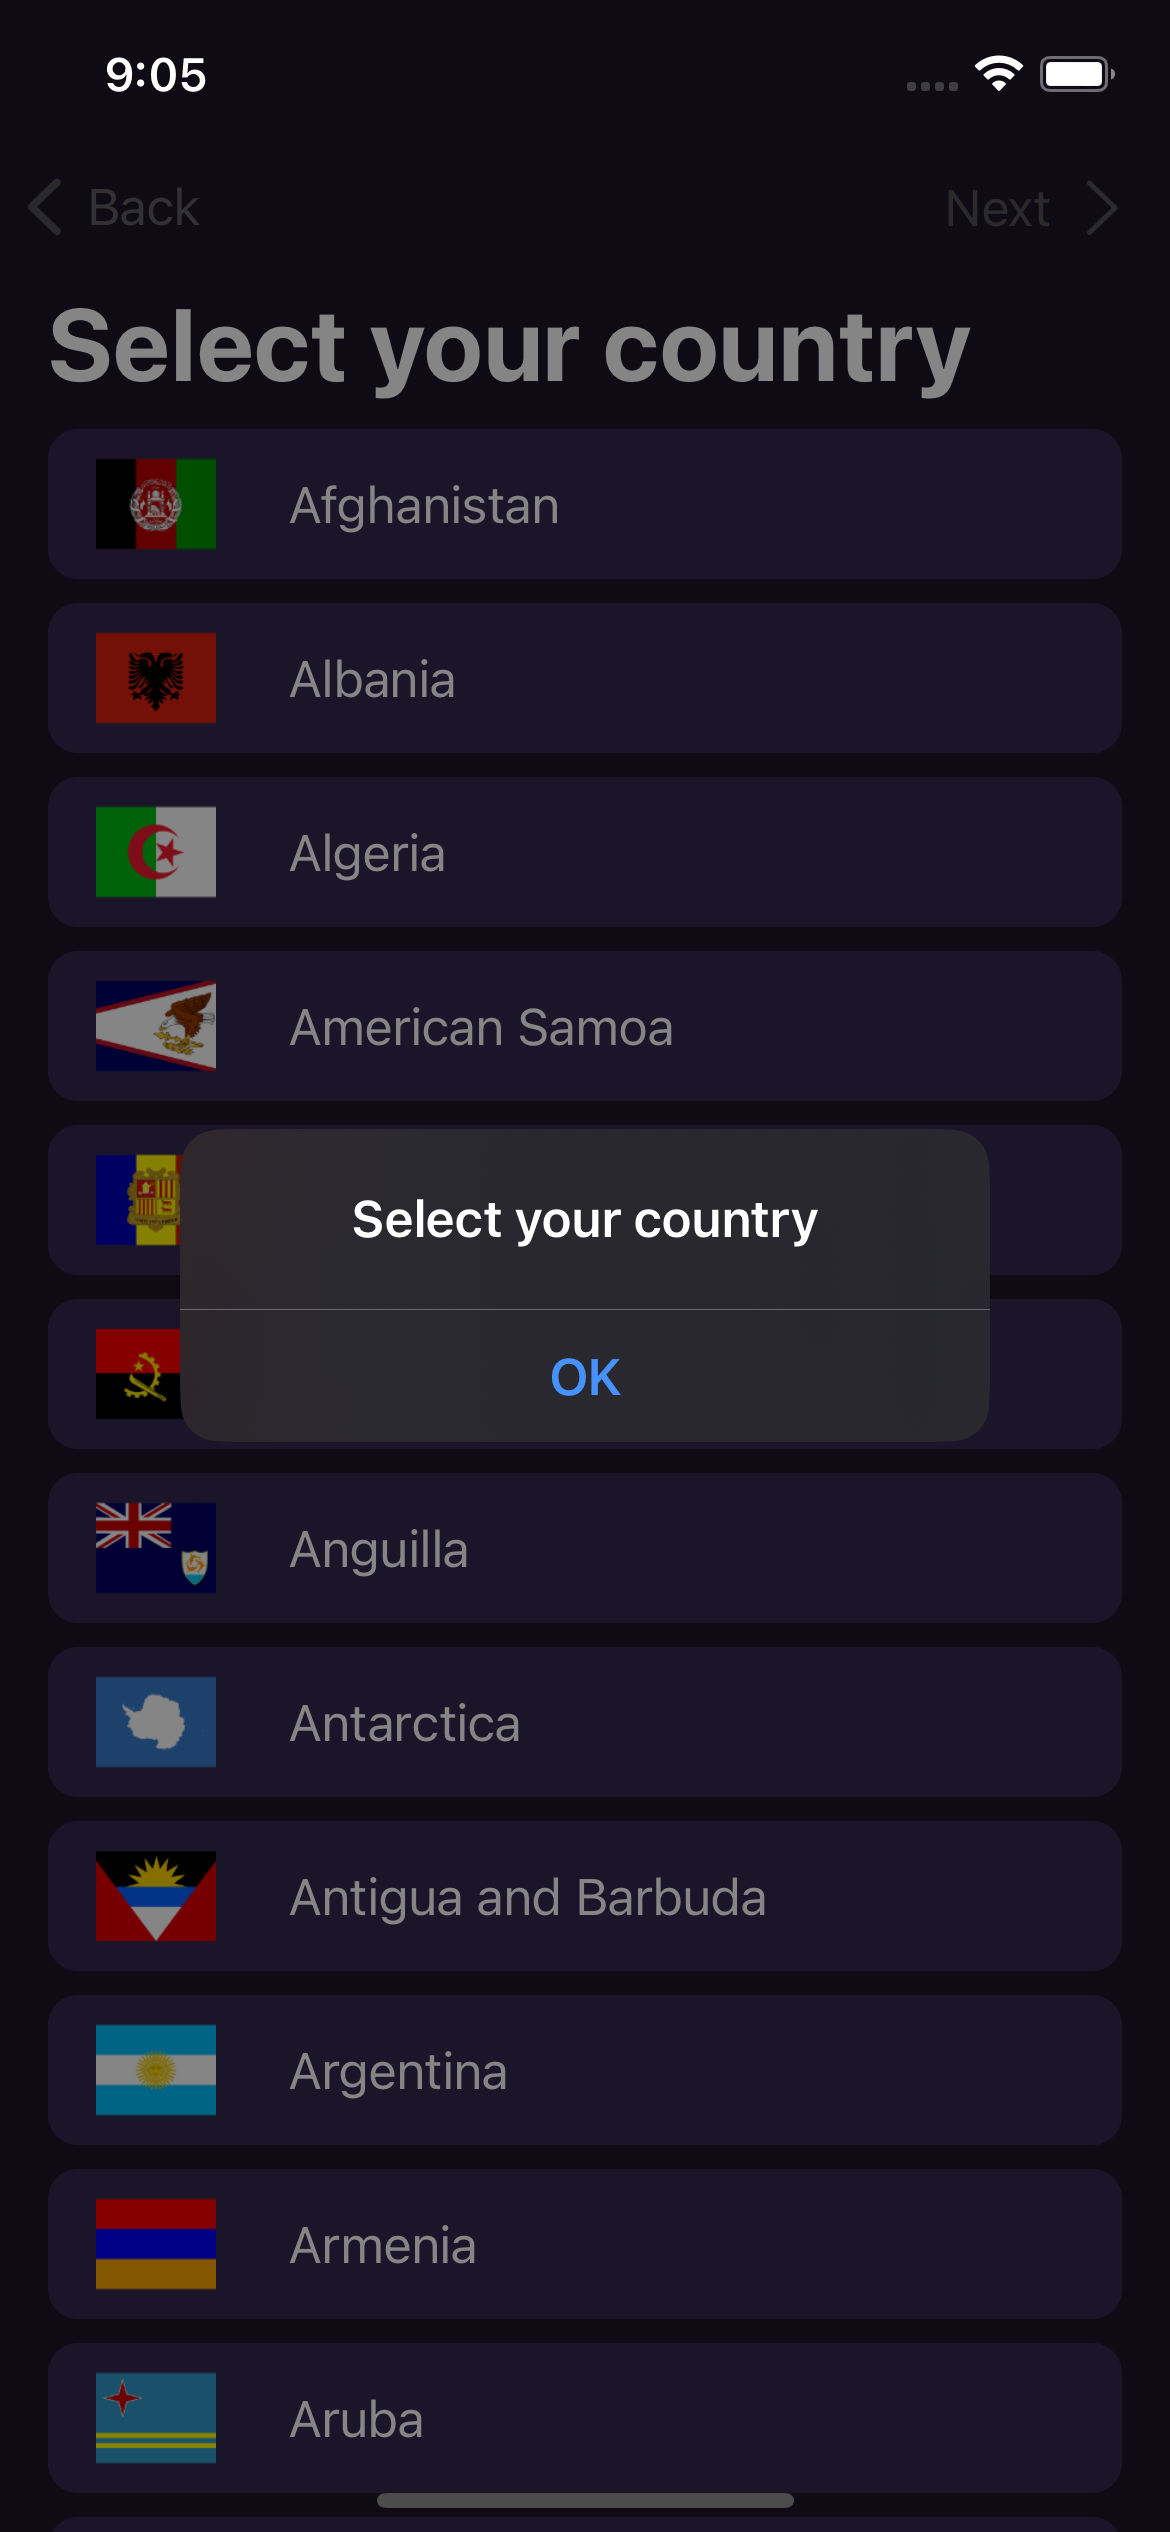 9:05
Back
Next
Select your country
Afghanistan
Albania
Algeria
American Samoa
Select your country
OK
Anguilla
Antarctica
Antigua and Barbuda
Argentina
Armenia
Aruba